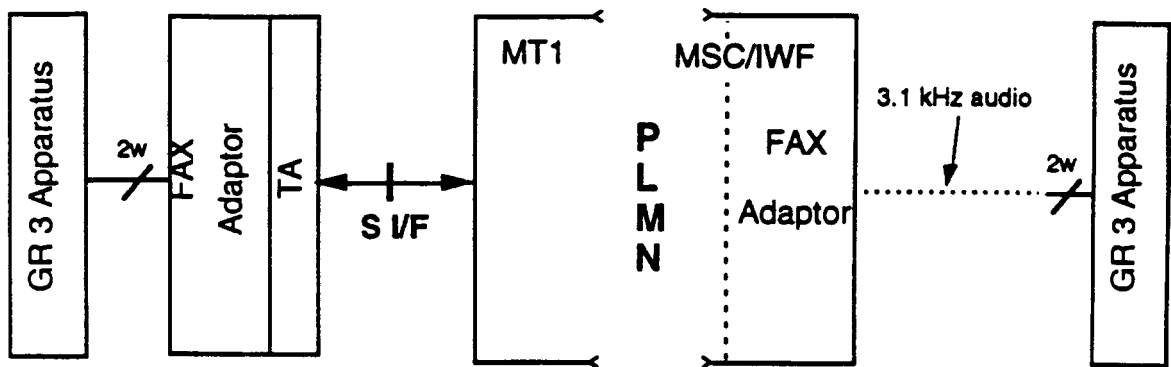 GR 3 Apparatus
2w
FAX
Adaptor
TA
S I/F
MT1
PLMN
MSC/IWF
FAX
Adaptor
3.1 kHz audio
2w
GR 3 Apparatus